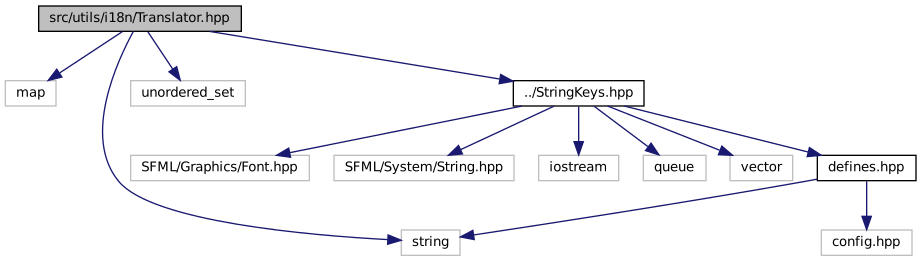 src/utils/i18n/Translator.hpp
map
unordered_set
../StringKeys.hpp
SFML/Graphics/Font.hpp
SFML/System/String.hpp
iostream
queue
vector
defines.hpp
string
config.hpp